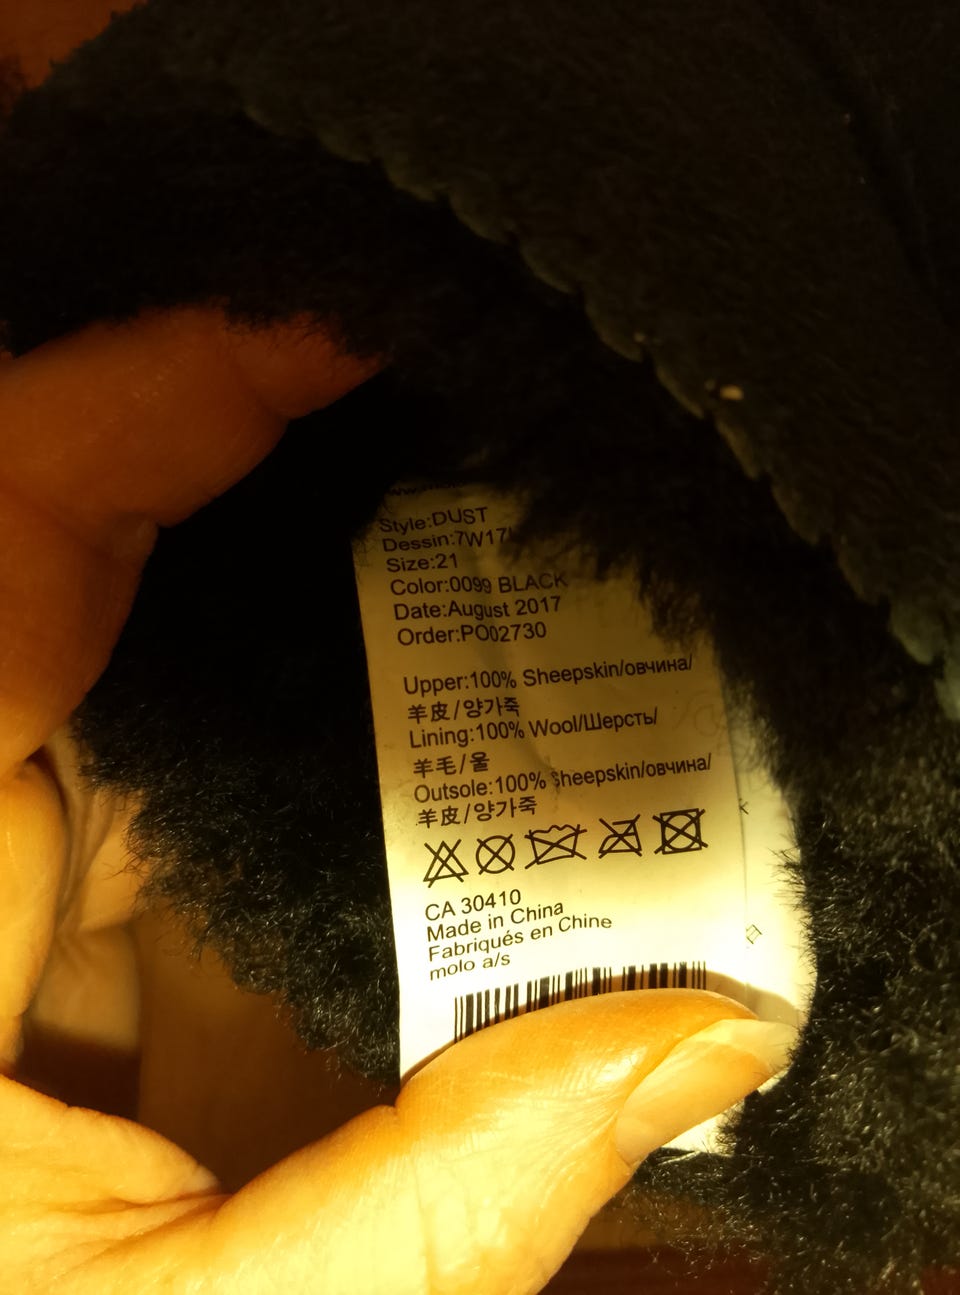 Style:DUST
Dessin:7W17
Size:21
Color:0099 BLACK
Date:August 2017
Order:PO02730
Upper:100% Sheepskin/овчина/
羊皮/양가죽
Lining:100% Wool/Шерсть/
羊毛/울
Outsole:100% Sheepskin/овчина/
羊皮/양가죽
CA 30410
Made in China
Fabriqués en Chine
molo a/s